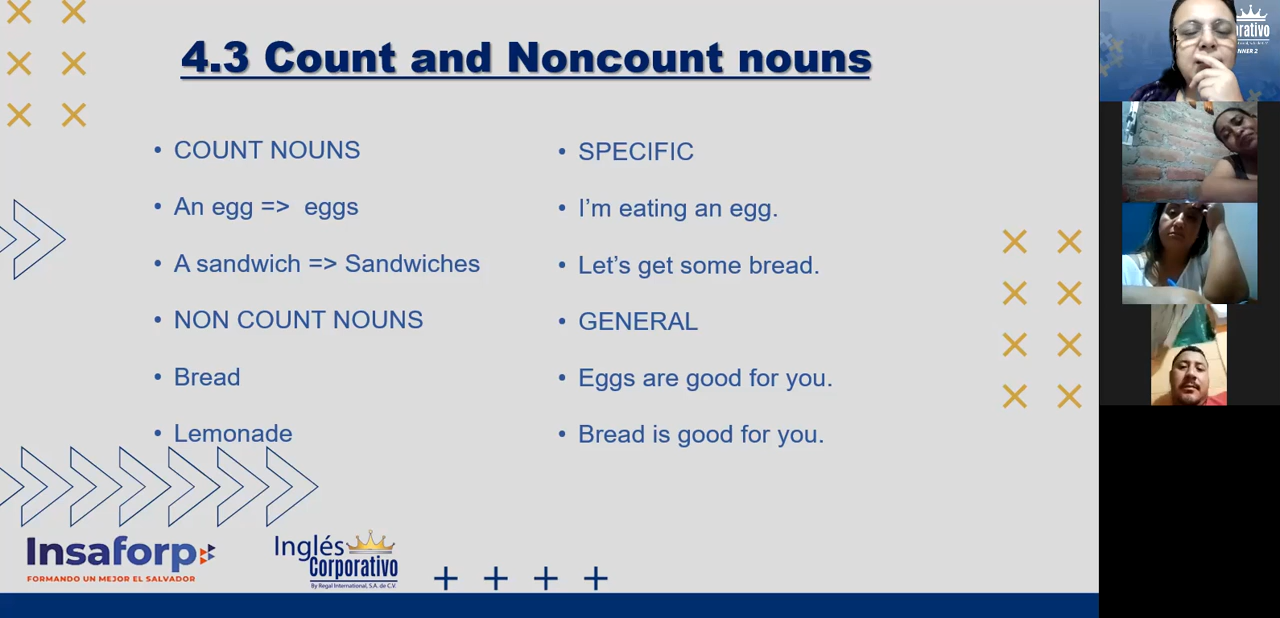 4.3 Count and Noncount nouns
• COUNT NOUNS
• An egg => eggs
• A sandwich => Sandwiches
• NON COUNT NOUNS
• Bread
• Lemonade
• SPECIFIC
• I’m eating an egg.
• Let’s get some bread.
• GENERAL
• Eggs are good for you.
• Bread is good for you.
Insaforp
FORMANDO UN MEJOR EL SALVADOR
Inglés
Corporativo
By Regal International, S.A. de C.V.